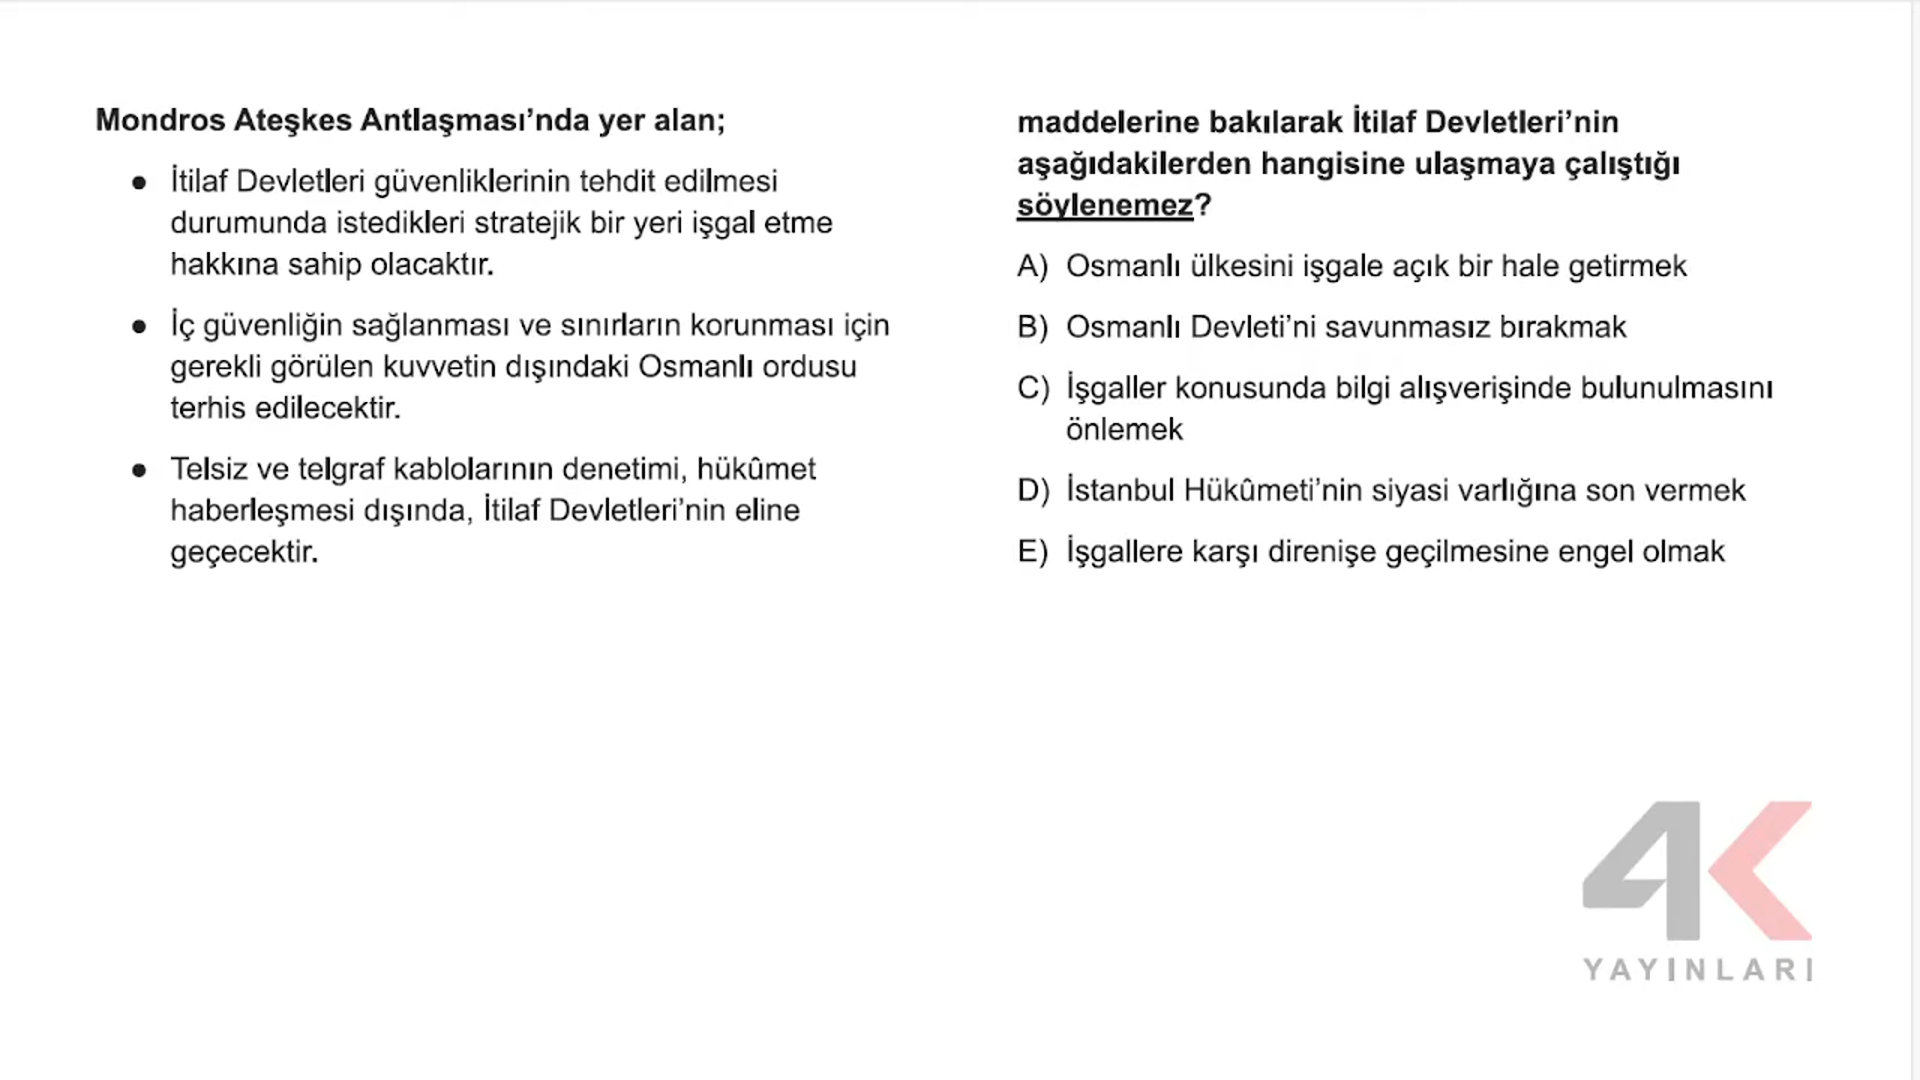 Mondros Ateşkes Antlaşması’nda yer alan;
● İtilaf Devletleri güvenliklerinin tehdit edilmesi
durumunda istedikleri stratejik bir yeri işgal etme
hakkına sahip olacaktır.
● İç güvenliğin sağlanması ve sınırların korunması için
gerekli görülen kuvvetin dışındaki Osmanlı ordusu
terhis edilecektir.
● Telsiz ve telgraf kablolarının denetimi, hükûmet
haberleşmesi dışında, İtilaf Devletleri’nin eline
geçecektir.
maddelerine bakılarak İtilaf Devletleri’nin
aşağıdakilerden hangisine ulaşmaya çalıştığı
söylenemez?
A) Osmanlı ülkesini işgale açık bir hale getirmek
B) Osmanlı Devleti’ni savunmasız bırakmak
C) İşgaller konusunda bilgi alışverişinde bulunulmasını
önlemek
D) İstanbul Hükûmeti’nin siyasi varlığına son vermek
E) İşgallere karşı direnişe geçilmesine engel olmak
4K
YAYINLARI